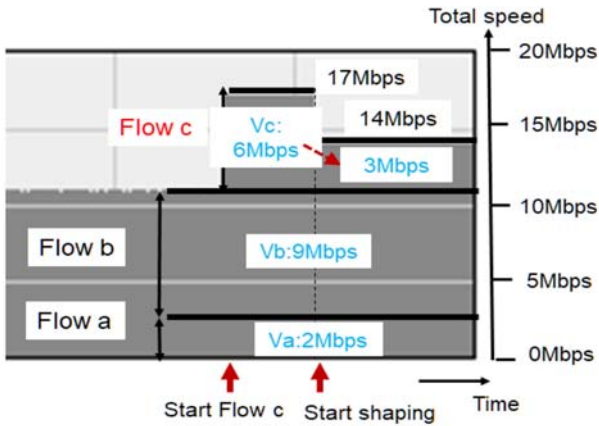 Total speed
20Mbps
17Mbps
Flow c
Vc:
6Mbps
14Mbps
15Mbps
3Mbps
10Mbps
Flow b
Vb:9Mbps
5Mbps
Flow a
Va:2Mbps
0Mbps
Start Flow c
Start shaping
Time